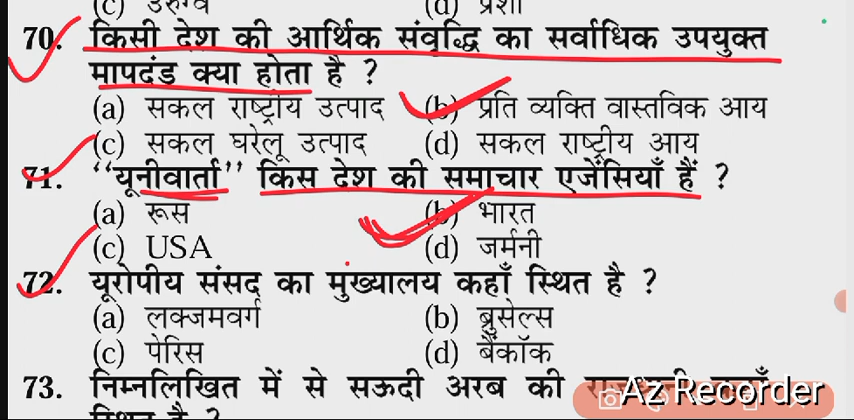 (c) (d)
70. किसी देश की आर्थिक संवृद्धि का सर्वाधिक उपयुक्त
मापदंड क्या होता है ?
(a) सकल राष्ट्रीय उत्पाद (b) प्रति व्यक्ति वास्तविक आय
(c) सकल घरेलू उत्पाद (d) सकल राष्ट्रीय आय
71. “यूनीवार्ता” किस देश की समाचार एजेंसियाँ हैं ?
(a) रूस (b) भारत
(c) USA (d) जर्मनी
72. यूरोपीय संसद का मुख्यालय कहाँ स्थित है ?
(a) लक्जमवर्ग (b) ब्रुसेल्स
(c) पेरिस (d) बैंकॉक
73. निम्नलिखित में से सऊदी अरब की
Az Recorder